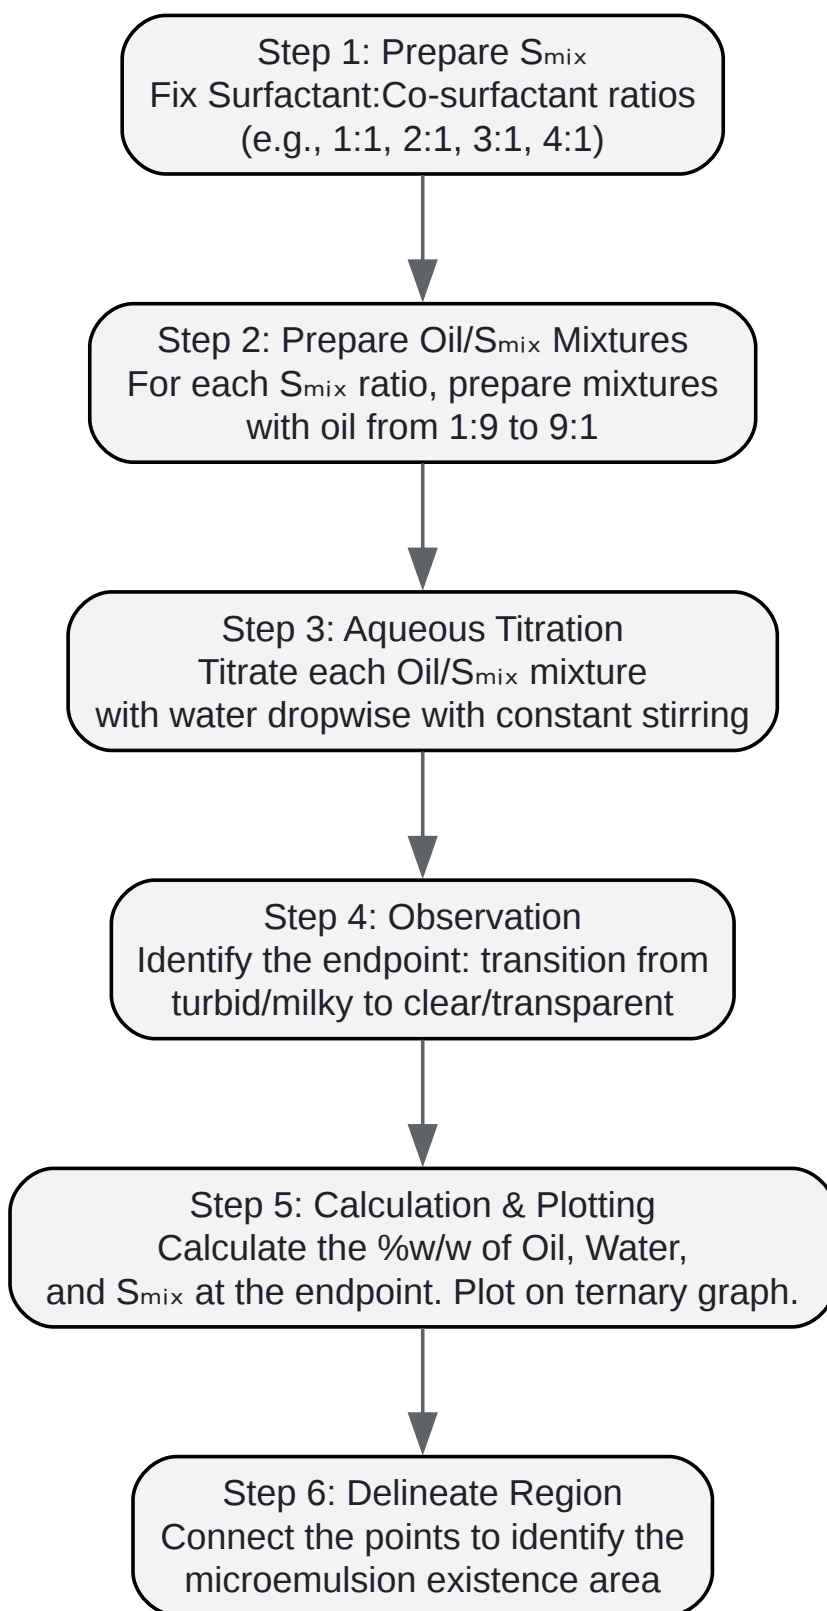 Step 1: Prepare Sₘᵢₓ
Fix Surfactant:Co-surfactant ratios
(e.g., 1:1, 2:1, 3:1, 4:1)
Step 2: Prepare Oil/Sₘᵢₓ Mixtures
For each Sₘᵢₓ ratio, prepare mixtures
with oil from 1:9 to 9:1
Step 3: Aqueous Titration
Titrate each Oil/Sₘᵢₓ mixture
with water dropwise with constant stirring
Step 4: Observation
Identify the endpoint: transition from
turbid/milky to clear/transparent
Step 5: Calculation & Plotting
Calculate the %w/w of Oil, Water,
and Sₘᵢₓ at the endpoint. Plot on ternary graph.
Step 6: Delineate Region
Connect the points to identify the
microemulsion existence area